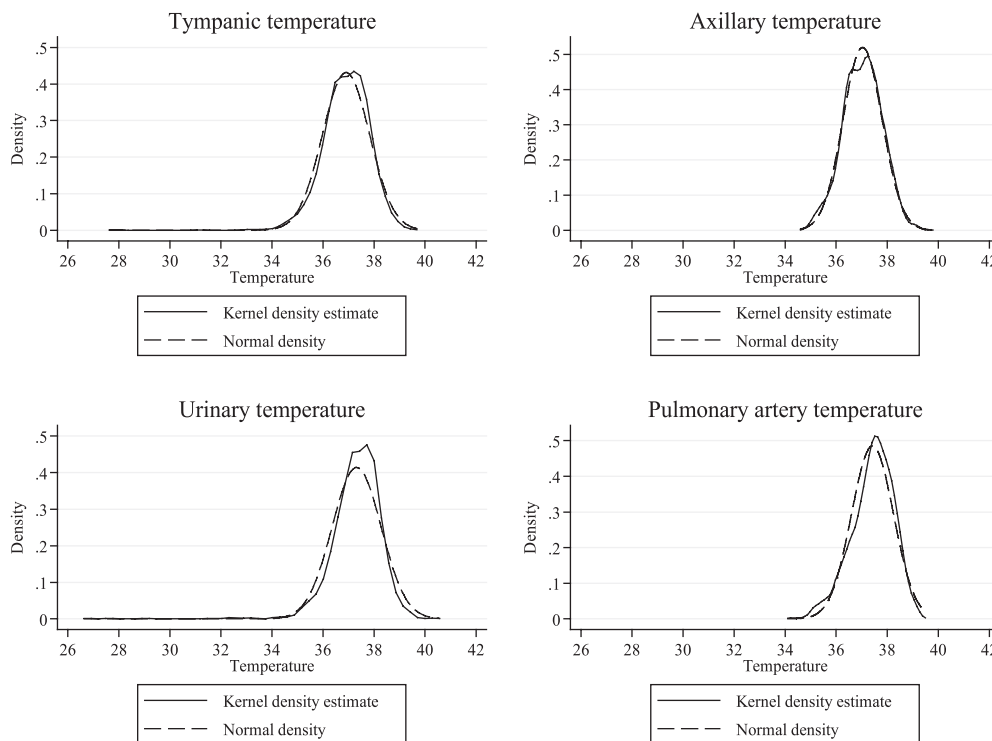 Tympanic temperature
Density
.5
.4
.3
.2
.1
0
26 28 30 32 34 36 38 40 42
Temperature
Kernel density estimate
Normal density
Axillary temperature
Density
.5
.4
.3
.2
.1
0
26 28 30 32 34 36 38 40 42
Temperature
Kernel density estimate
Normal density
Urinary temperature
Density
.5
.4
.3
.2
.1
0
26 28 30 32 34 36 38 40 42
Temperature
Kernel density estimate
Normal density
Pulmonary artery temperature
Density
.5
.4
.3
.2
.1
0
26 28 30 32 34 36 38 40 42
Temperature
Kernel density estimate
Normal density